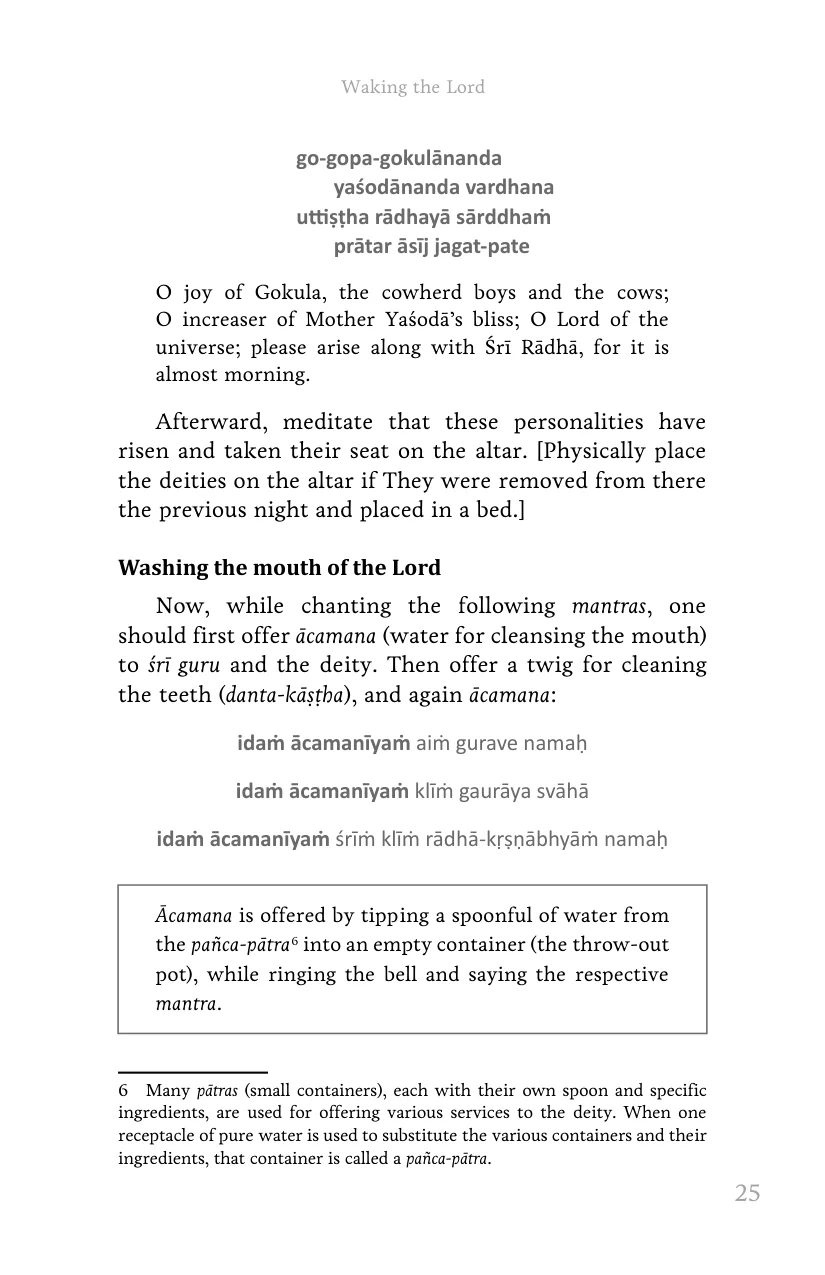 Waking the Lord
go-gopa-gokulānanda
yaśodānanda vardhana
uttiṣṭha rādhayā sārddhaṁ
prātar āsīj jagat-pate
O joy of Gokula, the cowherd boys and the cows;
O increaser of Mother Yaśodā’s bliss; O Lord of the
universe; please arise along with Śrī Rādhā, for it is
almost morning.
Afterward, meditate that these personalities have
risen and taken their seat on the altar. [Physically place
the deities on the altar if They were removed from there
the previous night and placed in a bed.]
Washing the mouth of the Lord
Now, while chanting the following mantras, one
should first offer ācamana (water for cleansing the mouth)
to śrī guru and the deity. Then offer a twig for cleaning
the teeth (danta-kāṣṭha), and again ācamana:
idaṁ ācamanīyaṁ aiṁ gurave namaḥ
idaṁ ācamanīyaṁ klīṁ gaurāya svāhā
idaṁ ācamanīyaṁ śrīṁ klīṁ rādhā-kṛṣṇābhyāṁ namaḥ
Ācamana is offered by tipping a spoonful of water from
the pañca-pātra⁶ into an empty container (the throw-out
pot), while ringing the bell and saying the respective
mantra.
6 Many pātras (small containers), each with their own spoon and specific
ingredients, are used for offering various services to the deity. When one
receptacle of pure water is used to substitute the various containers and their
ingredients, that container is called a pañca-pātra.
25